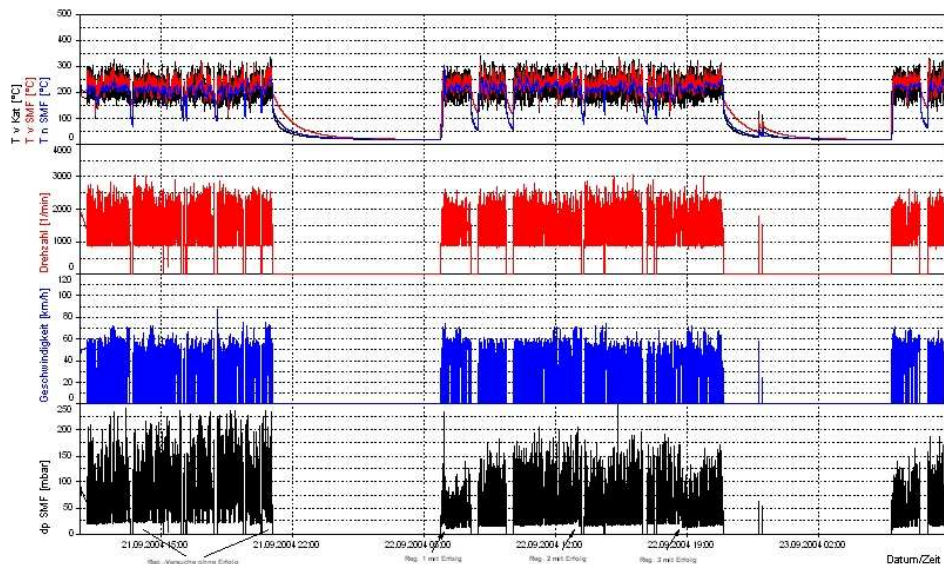 T v Kat [°C]
T v SMF [°C]
T n SMF [°C]
500
400
300
200
100
0
Drehzahl [1/min]
4000
3000
2000
1000
0
Geschwindigkeit [km/h]
120
100
80
60
40
20
0
dp SMF [mbar]
250
200
150
100
50
0
21.09.2004 15:00
21.09.2004 22:00
22.09.2004 05:00
22.09.2004 12:00
22.09.2004 19:00
23.09.2004 02:00
Reg.-Versuche ohne Erfolg
Reg. 1 mit Erfolg
Reg. 2 mit Erfolg
Reg. 3 mit Erfolg
Datum/Zeit